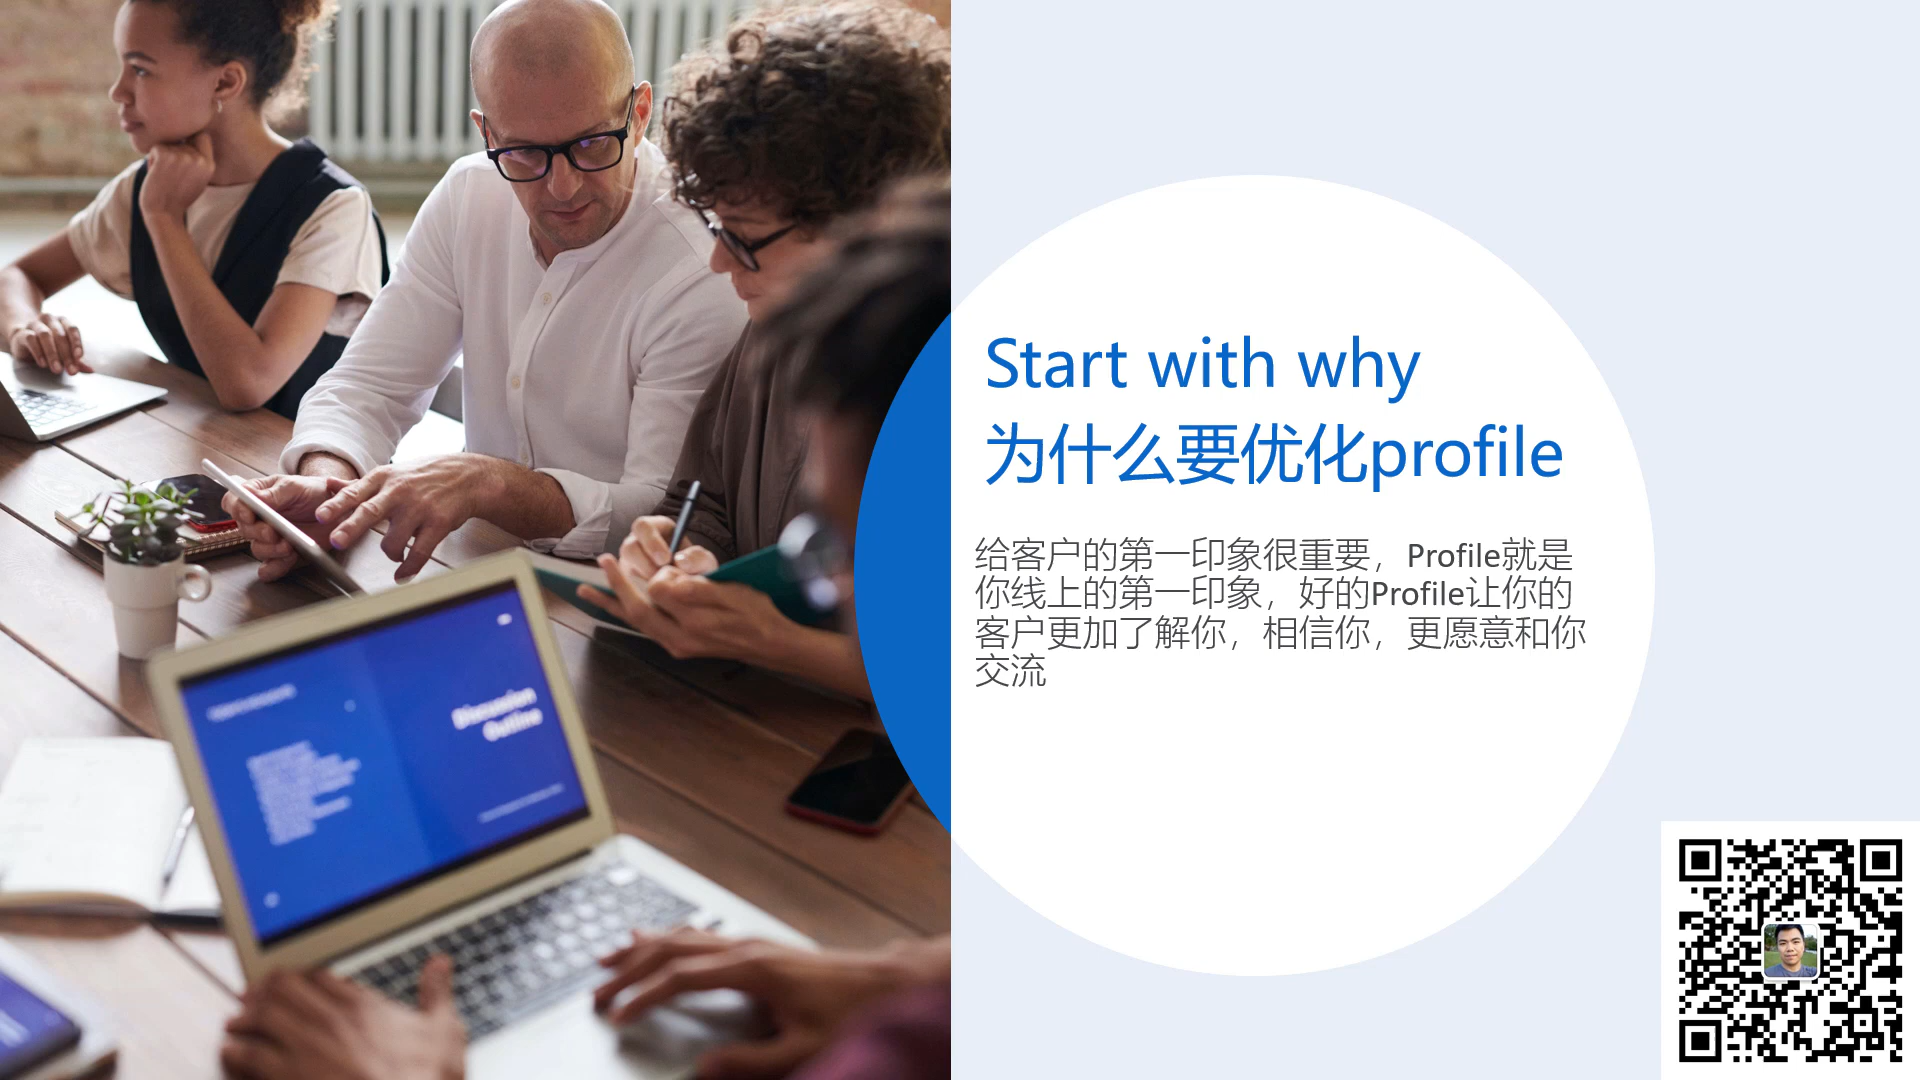 Start with why
为什么要优化profile
给客户的第一印象很重要，Profile就是
你线上的第一印象，好的Profile让你的
客户更加了解你，相信你，更愿意和你
交流
Discussion
Outline